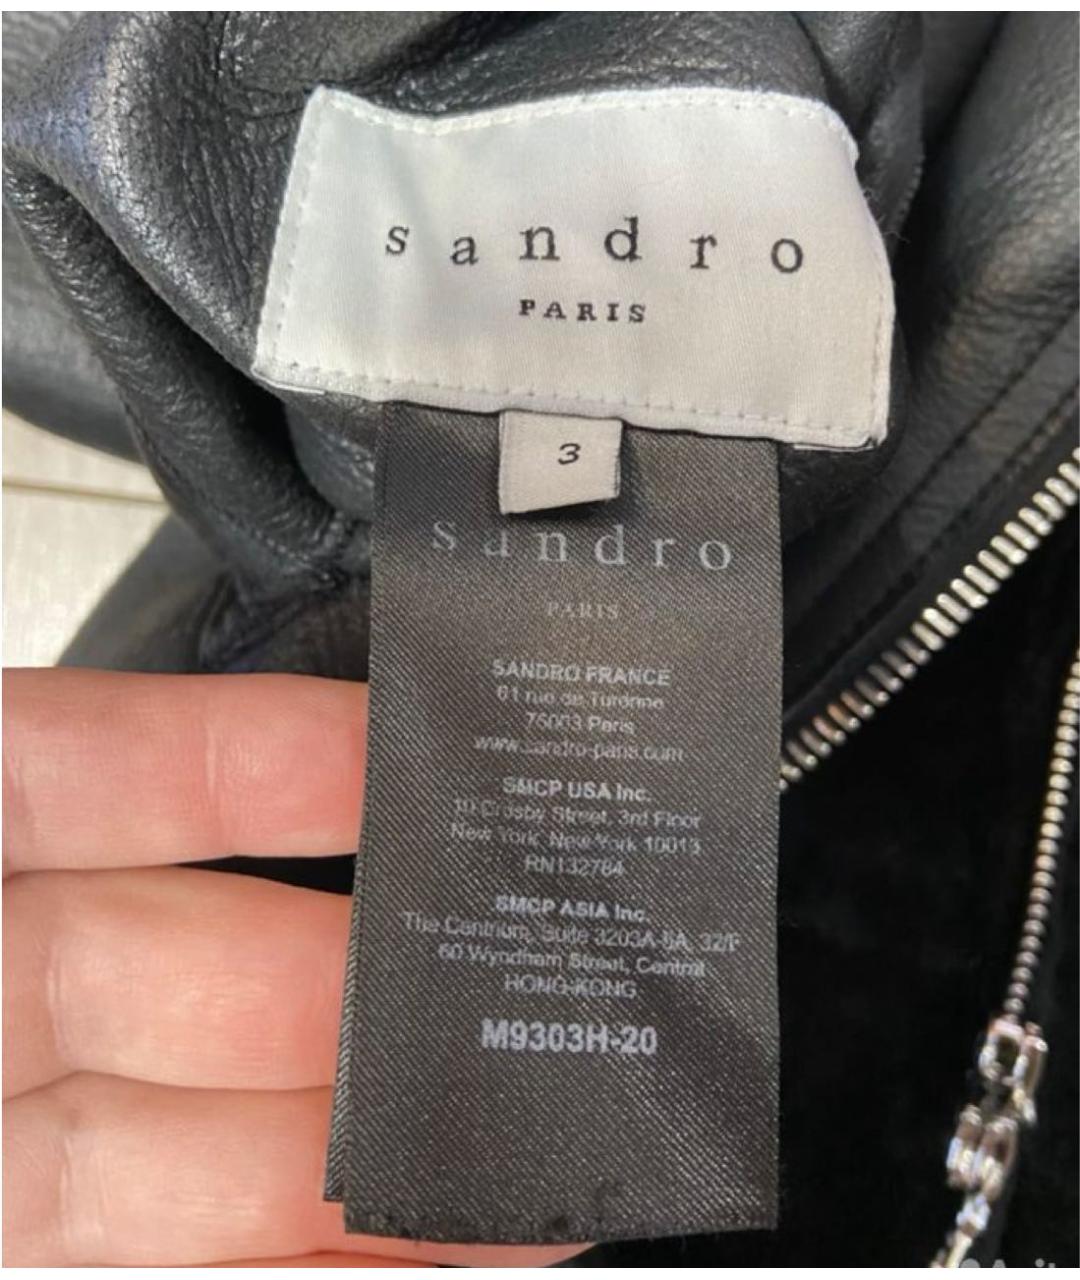 sandro
PARIS
3
sandro
PARIS
SANDRO FRANCE
61 rue de Turenne
75003 Paris
www.sandro-paris.com
SMCP USA Inc.
10 Crosby Street, 3rd Floor
New York, New York 10013
RN132784
SMCP ASIA Inc.
The Centrium, Suite 3203A-5A, 32/F
60 Wyndham Street, Central
HONG-KONG
M9303H-20